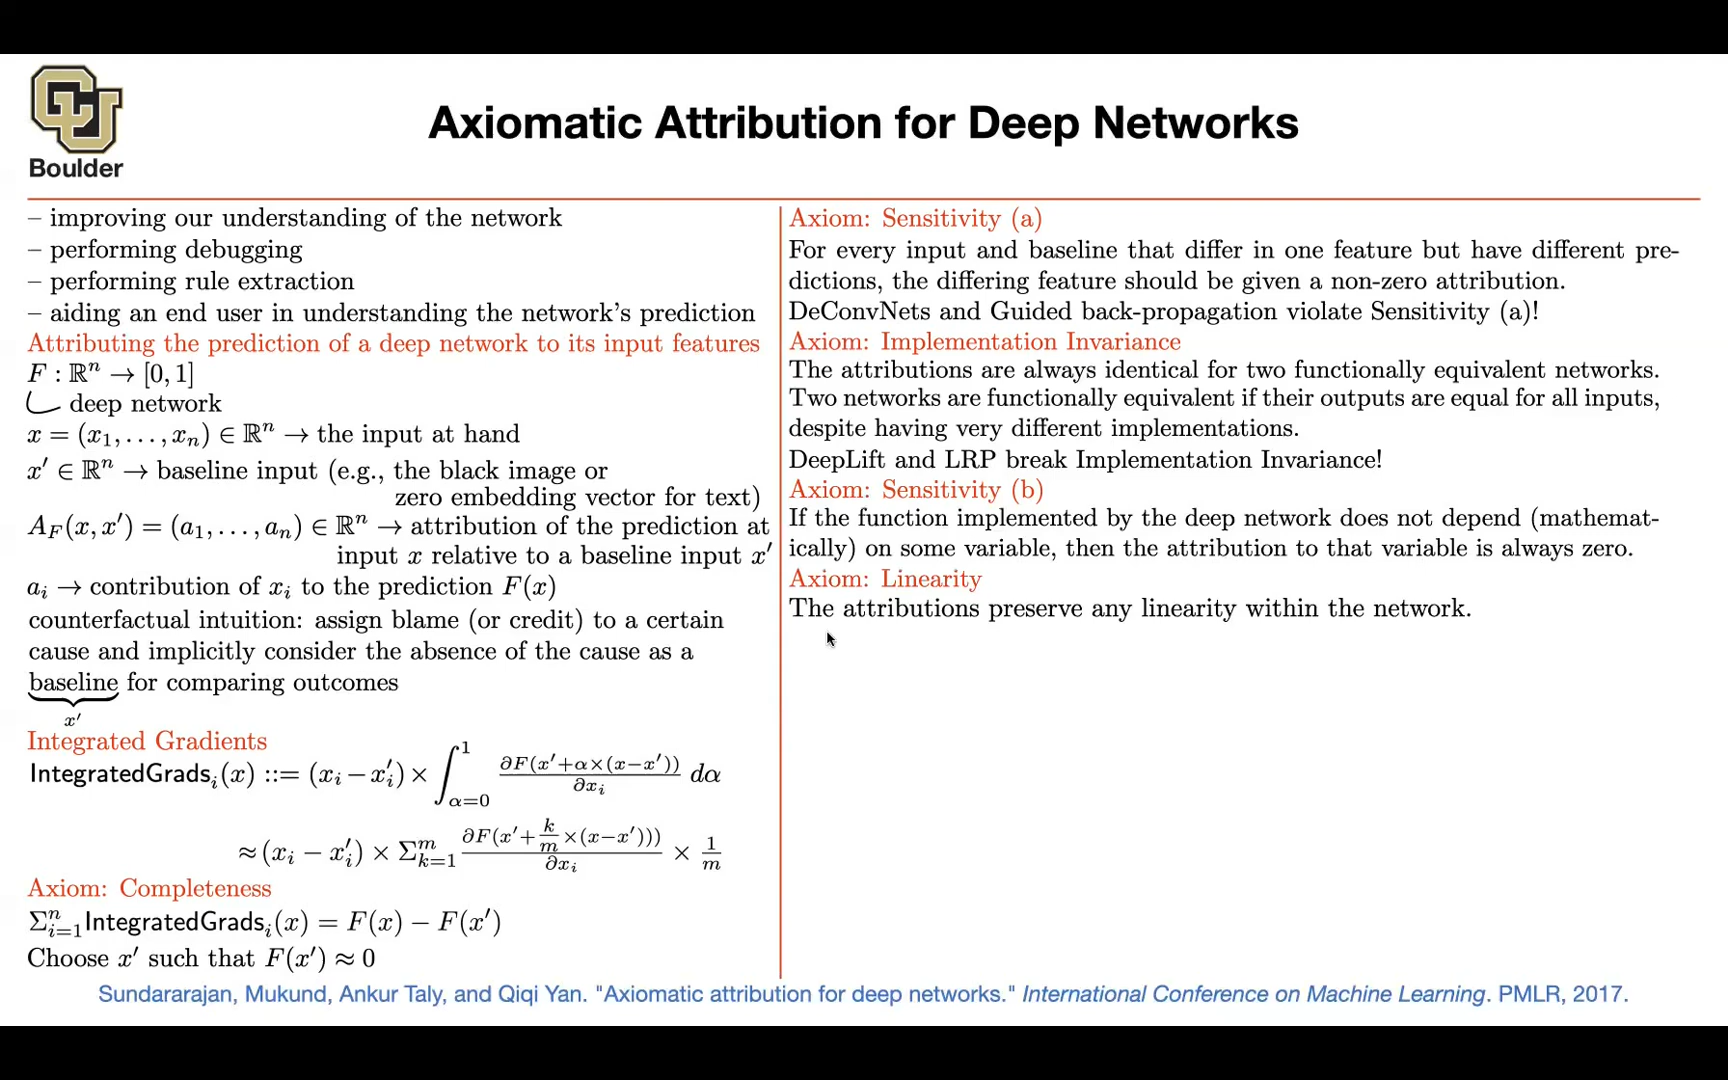 Boulder
Axiomatic Attribution for Deep Networks
– improving our understanding of the network
– performing debugging
– performing rule extraction
– aiding an end user in understanding the network's prediction
Attributing the prediction of a deep network to its input features
F : ℝⁿ → [0, 1]
deep network
x = (x₁, . . . , xₙ) ∈ ℝⁿ → the input at hand
x′ ∈ ℝⁿ → baseline input (e.g., the black image or
zero embedding vector for text)
A_F(x, x′) = (a₁, . . . , aₙ) ∈ ℝⁿ → attribution of the prediction at
input x relative to a baseline input x′
aᵢ → contribution of xᵢ to the prediction F(x)
counterfactual intuition: assign blame (or credit) to a certain
cause and implicitly consider the absence of the cause as a
baseline for comparing outcomes
x′
Integrated Gradients
IntegratedGradsᵢ(x) ::= (xᵢ − x′ᵢ) × ∫_{α=0}^{1} ∂F(x′+α×(x−x′))/∂xᵢ dα
≈ (xᵢ − x′ᵢ) × Σ_{k=1}^{m} ∂F(x′+k/m×(x−x′)))/∂xᵢ × 1/m
Axiom: Completeness
Σ_{i=1}^{n} IntegratedGradsᵢ(x) = F(x) − F(x′)
Choose x′ such that F(x′) ≈ 0
Axiom: Sensitivity (a)
For every input and baseline that differ in one feature but have different pre-
dictions, the differing feature should be given a non-zero attribution.
DeConvNets and Guided back-propagation violate Sensitivity (a)!
Axiom: Implementation Invariance
The attributions are always identical for two functionally equivalent networks.
Two networks are functionally equivalent if their outputs are equal for all inputs,
despite having very different implementations.
DeepLift and LRP break Implementation Invariance!
Axiom: Sensitivity (b)
If the function implemented by the deep network does not depend (mathemat-
ically) on some variable, then the attribution to that variable is always zero.
Axiom: Linearity
The attributions preserve any linearity within the network.
Sundararajan, Mukund, Ankur Taly, and Qiqi Yan. "Axiomatic attribution for deep networks." International Conference on Machine Learning. PMLR, 2017.